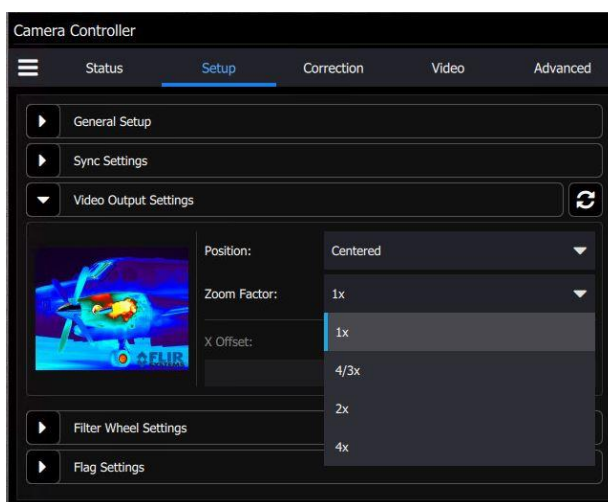 Camera Controller
Status Setup Correction Video Advanced
General Setup
Sync Settings
Video Output Settings
Position: Centered
Zoom Factor: 1x
1x
X Offset:
4/3x
2x
4x
Filter Wheel Settings
Flag Settings
FLIR